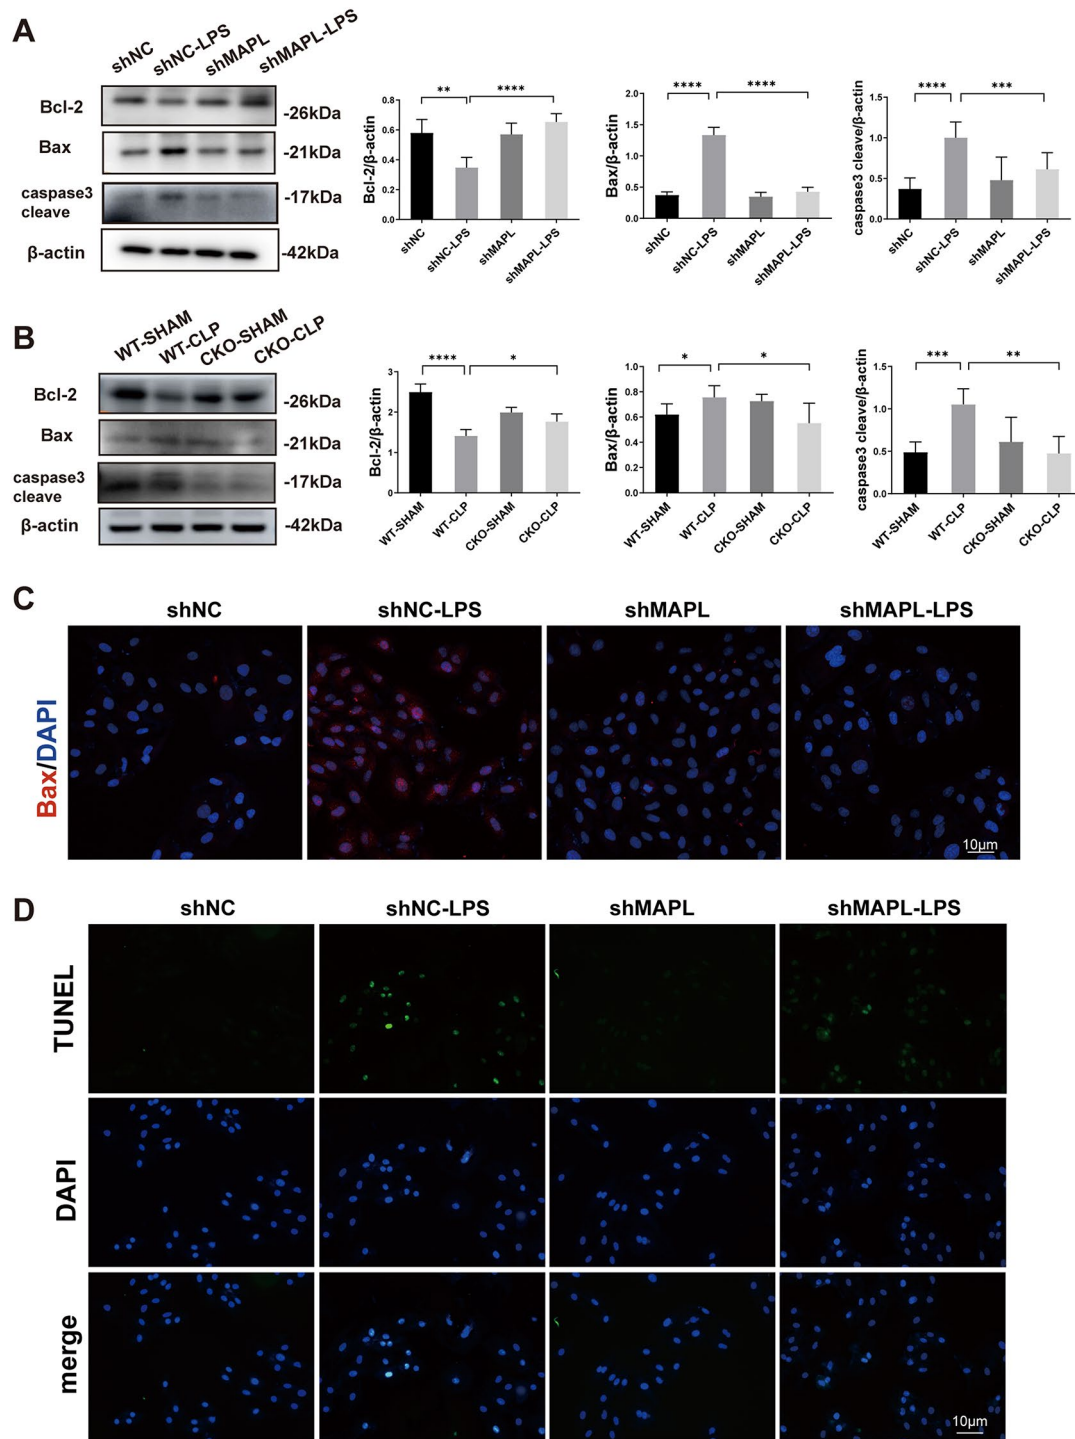 A
shNC
shNC-LPS
shMAPL
shMAPL-LPS
Bcl-2
-26kDa
Bax
-21kDa
caspase3
cleave
-17kDa
β-actin
-42kDa
Bcl-2/β-actin
0.8
0.6
0.4
0.2
0.0
**
****
shNC
shNC-LPS
shMAPL
shMAPL-LPS
Bax/β-actin
2.0
1.5
1.0
0.5
0.0
****
****
shNC
shNC-LPS
shMAPL
shMAPL-LPS
caspase3 cleave/β-actin
1.5
1.0
0.5
0.0
****
***
shNC
shNC-LPS
shMAPL
shMAPL-LPS
B
WT-SHAM
WT-CLP
CKO-SHAM
CKO-CLP
Bcl-2
-26kDa
Bax
-21kDa
caspase3
cleave
-17kDa
β-actin
-42kDa
Bcl-2/β-actin
3
2
1
0
****
*
WT-SHAM
WT-CLP
CKO-SHAM
CKO-CLP
Bax/β-actin
1.0
0.8
0.6
0.4
0.2
0.0
*
*
WT-SHAM
WT-CLP
CKO-SHAM
CKO-CLP
caspase3 cleave/β-actin
1.5
1.0
0.5
0.0
***
**
WT-SHAM
WT-CLP
CKO-SHAM
CKO-CLP
C
shNC
shNC-LPS
shMAPL
shMAPL-LPS
Bax/DAPI
10μm
D
shNC
shNC-LPS
shMAPL
shMAPL-LPS
TUNEL
DAPI
merge
10μm